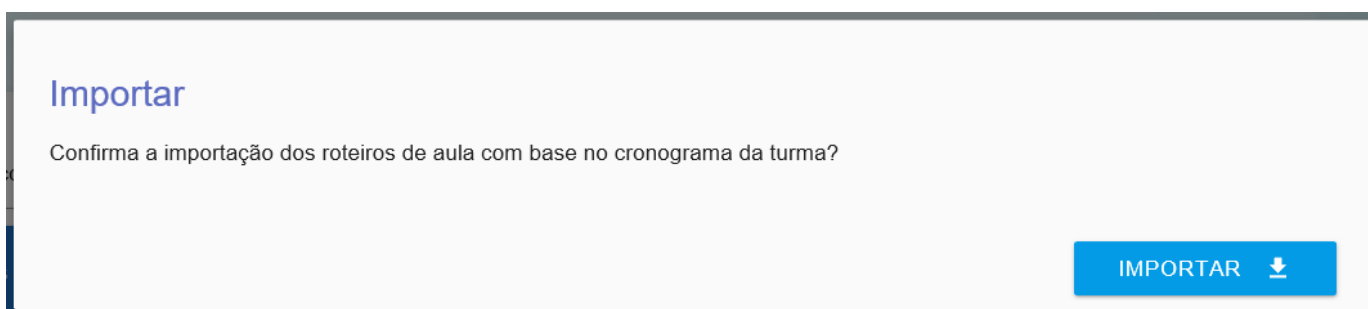 Importar
Confirma a importação dos roteiros de aula com base no cronograma da turma?
IMPORTAR